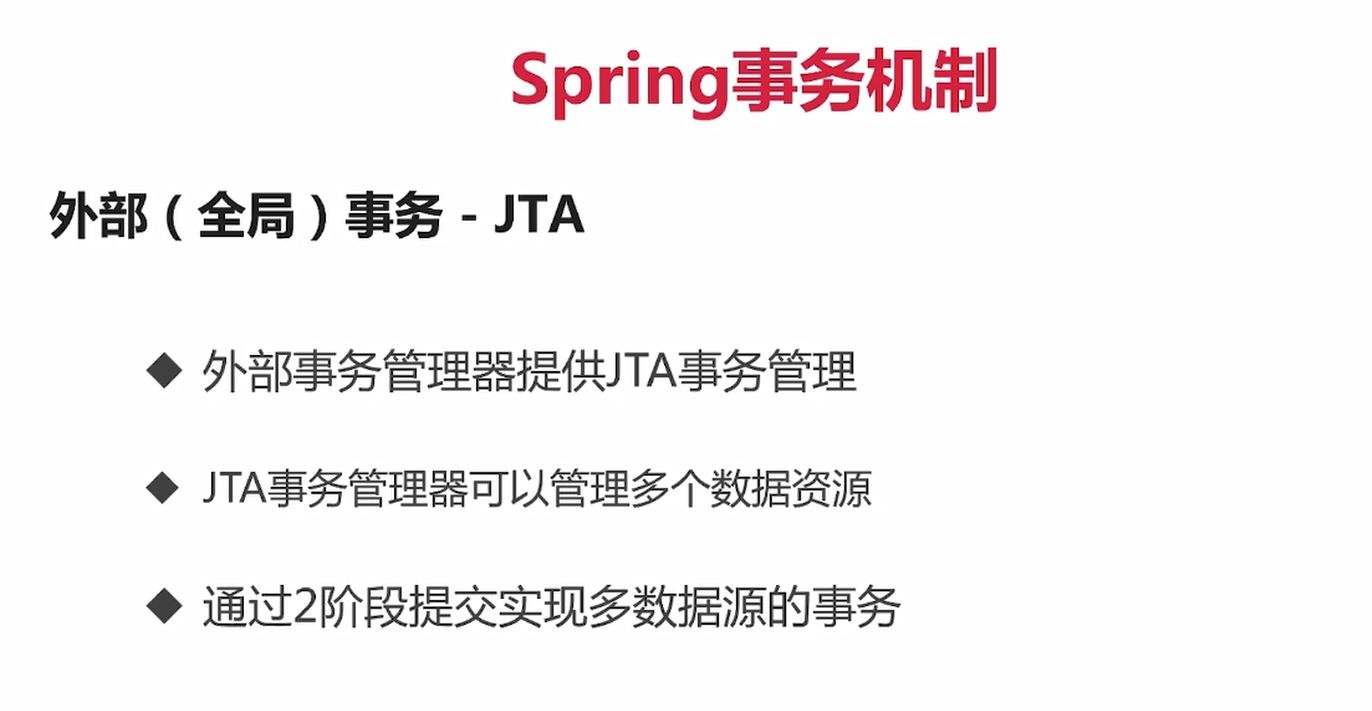 Spring事务机制
外部（全局）事务 - JTA
◆ 外部事务管理器提供JTA事务管理
◆ JTA事务管理器可以管理多个数据资源
◆ 通过2阶段提交实现多数据源的事务